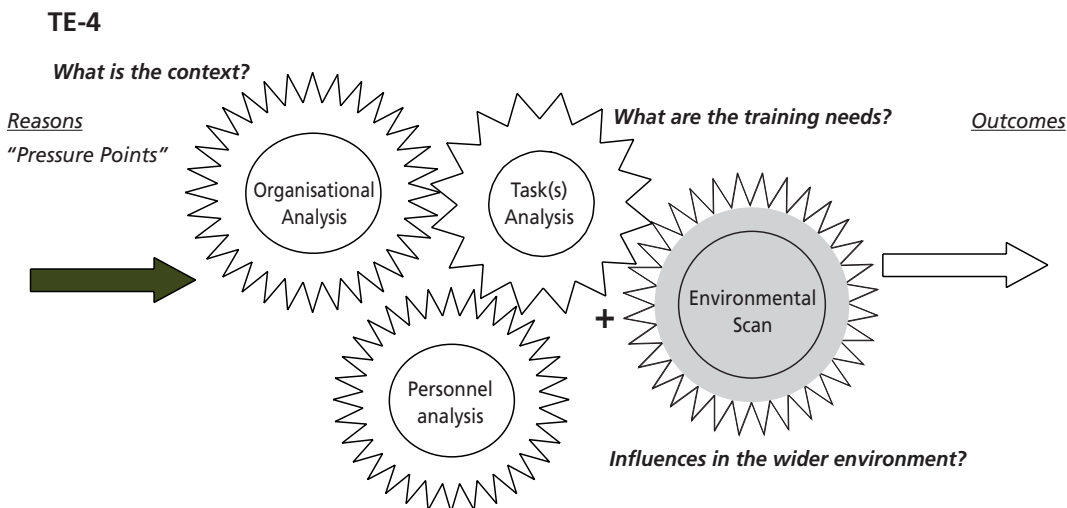 TE-4
What is the context?
Reasons
“Pressure Points”
Organisational
Analysis
Task(s)
Analysis
What are the training needs?
Outcomes
+
Environmental
Scan
Personnel
analysis
Influences in the wider environment?